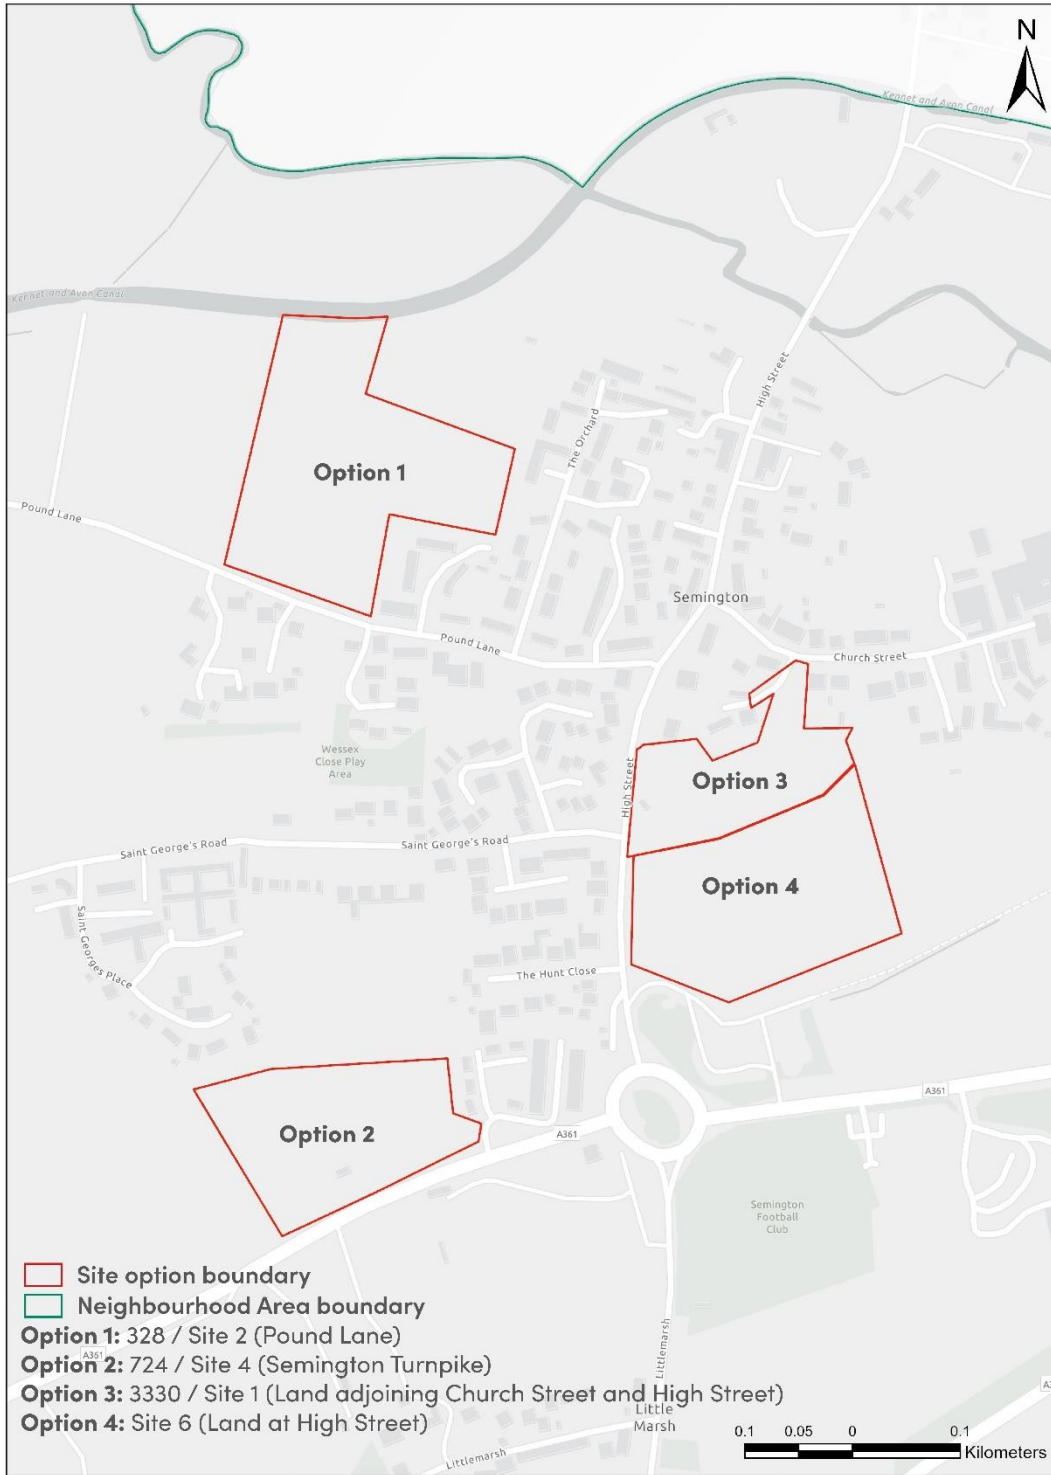 N
Kennet and Avon Canal
Kennet and Avon Canal
High Street
The Orchard
Option 1
Pound Lane
Semington
Pound Lane
Church Street
Wessex
Close Play
Area
High Street
Option 3
Saint George's Road
Saint George's Road
Option 4
Saint Georges Place
The Hunt Close
A361
Option 2
A361
Semington
Football
Club
Site option boundary
Neighbourhood Area boundary
Option 1: 328 / Site 2 (Pound Lane)
A361
Option 2: 724 / Site 4 (Semington Turnpike)
Littlemarsh
Option 3: 3330 / Site 1 (Land adjoining Church Street and High Street)
Option 4: Site 6 (Land at High Street)
Little
Marsh
Littlemarsh
0.1 0.05 0 0.1
Kilometers